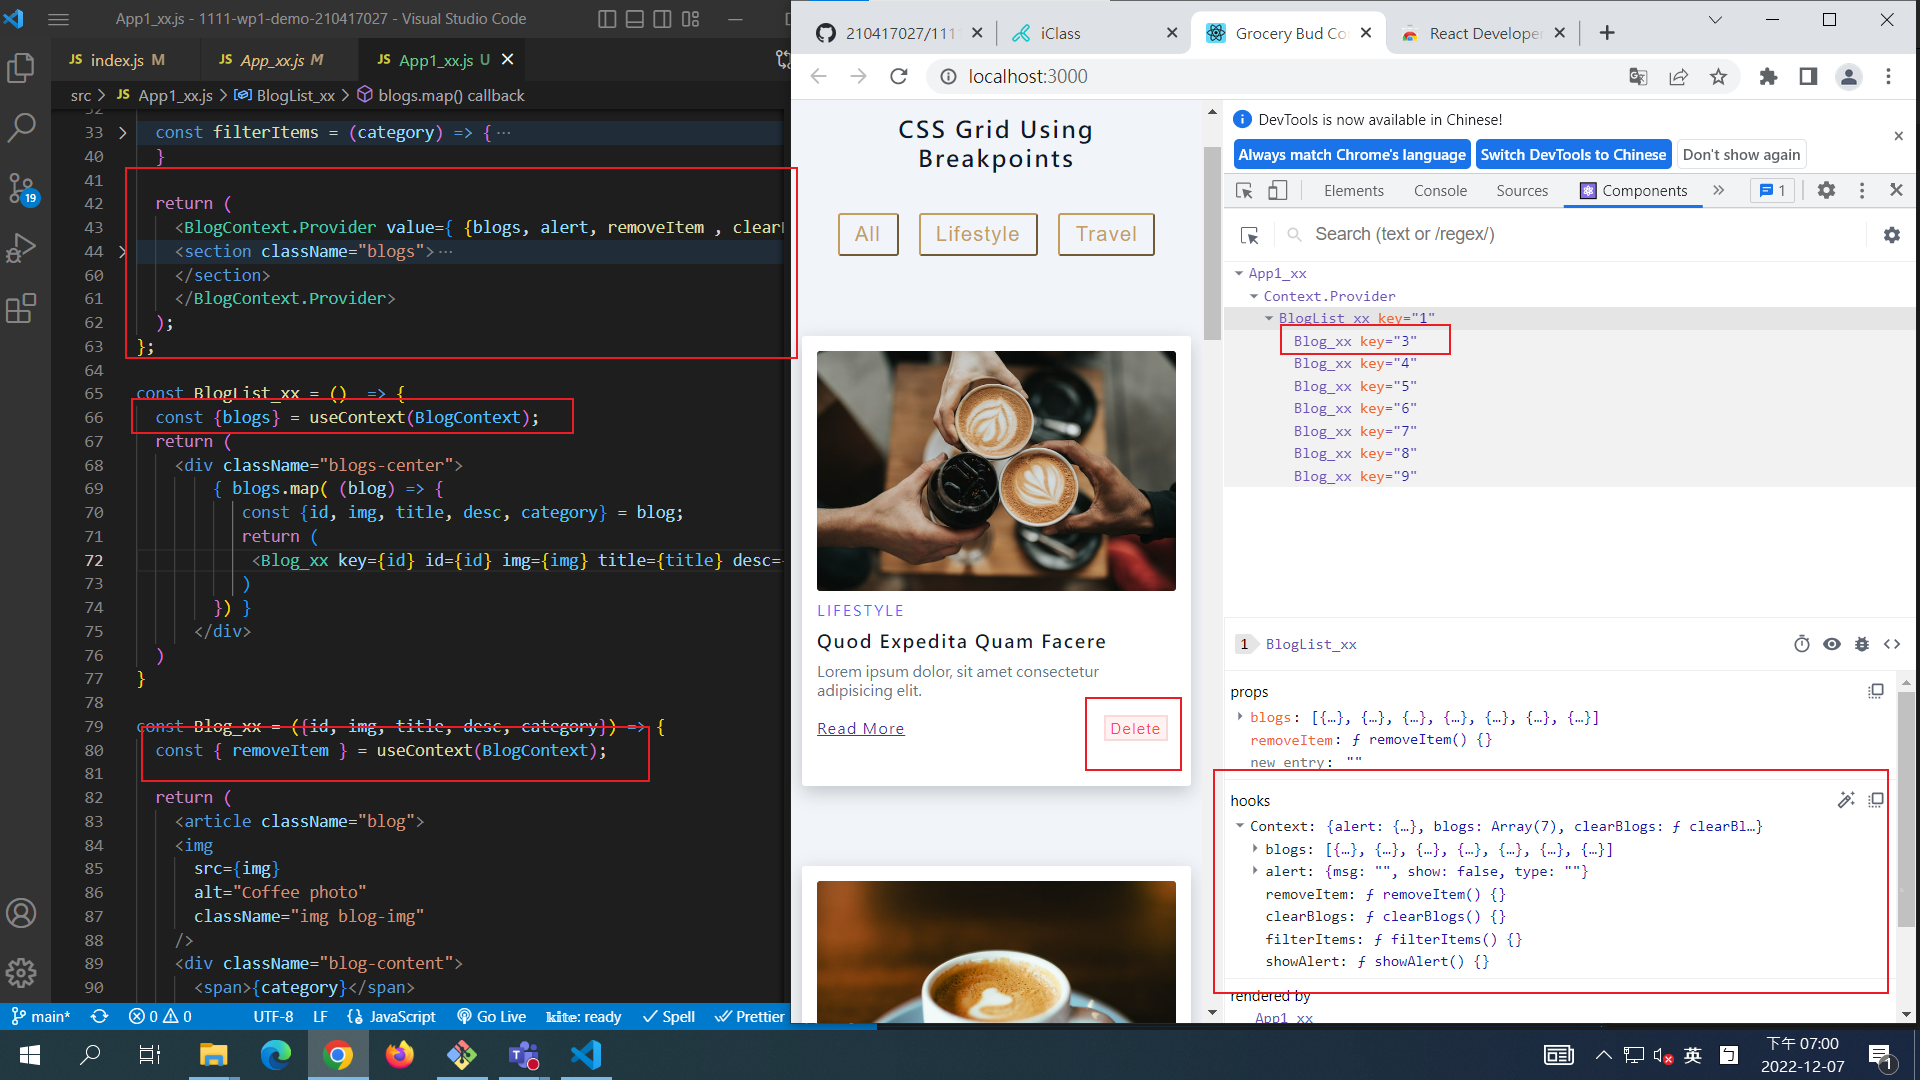 App1_xx.js - 1111-wp1-demo-210417027 - Visual Studio Code
JS index.js M
JS App_xx.js M
JS App1_xx.js U
src > JS App1_xx.js > BlogList_xx > blogs.map() callback
32
33 const filterItems = (category) => { ...
40 }
41
42 return (
43 <BlogContext.Provider value={ {blogs, alert, removeItem , clear
44 <section className="blogs"> ...
60 </section>
61 </BlogContext.Provider>
62 );
63 };
64
65 const BlogList_xx = () => {
66 const {blogs} = useContext(BlogContext);
67 return (
68 <div className="blogs-center">
69 { blogs.map( (blog) => {
70 const {id, img, title, desc, category} = blog;
71 return (
72 <Blog_xx key={id} id={id} img={img} title={title} desc=
73 )
74 }) }
75 </div>
76 )
77 }
78
79 const Blog_xx = ({id, img, title, desc, category}) => {
80 const { removeItem } = useContext(BlogContext);
81
82 return (
83 <article className="blog">
84 <img
85 src={img}
86 alt="Coffee photo"
87 className="img blog-img"
88 />
89 <div className="blog-content">
90 <span>{category}</span>
19
main*
0 0
UTF-8
LF
JavaScript
Go Live
kite: ready
Spell
Prettier
210417027/111
iClass
Grocery Bud Co
React Develope
localhost:3000
CSS Grid Using
Breakpoints
All
Lifestyle
Travel
LIFESTYLE
Quod Expedita Quam Facere
Lorem ipsum dolor, sit amet consectetur
adipisicing elit.
Read More
Delete
DevTools is now available in Chinese!
Always match Chrome's language
Switch DevTools to Chinese
Don't show again
Elements
Console
Sources
Components
1
Search (text or /regex/)
App1_xx
Context.Provider
BlogList_xx key="1"
Blog_xx key="3"
Blog_xx key="4"
Blog_xx key="5"
Blog_xx key="6"
Blog_xx key="7"
Blog_xx key="8"
Blog_xx key="9"
1 BlogList_xx
props
blogs: [{…}, {…}, {…}, {…}, {…}, {…}, {…}]
removeItem: ƒ removeItem() {}
new entry: ""
hooks
Context: {alert: {…}, blogs: Array(7), clearBlogs: ƒ clearBl…}
blogs: [{…}, {…}, {…}, {…}, {…}, {…}, {…}]
alert: {msg: "", show: false, type: ""}
removeItem: ƒ removeItem() {}
clearBlogs: ƒ clearBlogs() {}
filterItems: ƒ filterItems() {}
showAlert: ƒ showAlert() {}
rendered by
App1_xx
英
ㄅ
下午 07:00
2022-12-07
1